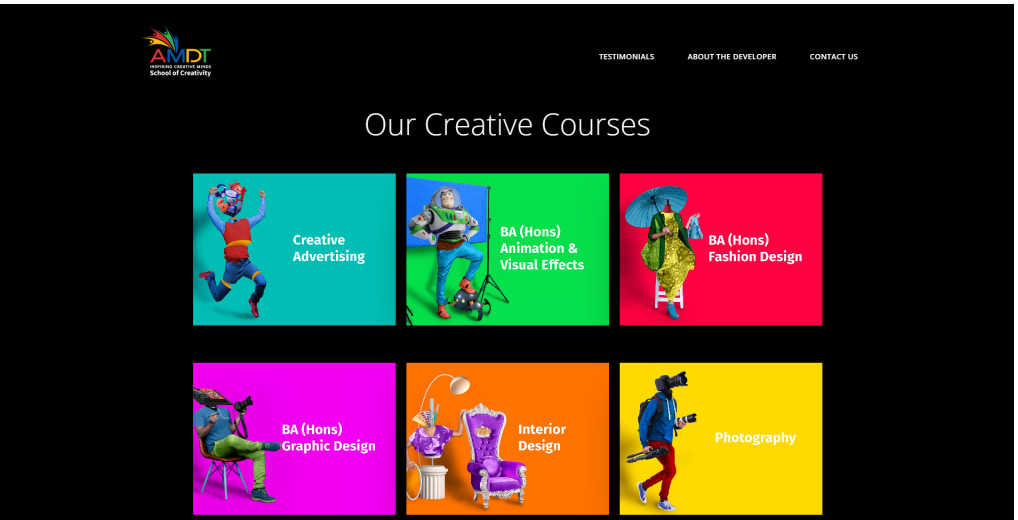 AMDT
INSPIRING CREATIVE MINDS
School of Creativity
TESTIMONIALS
ABOUT THE DEVELOPER
CONTACT US
Our Creative Courses
Creative
Advertising
BA (Hons)
Animation &
Visual Effects
BA (Hons)
Fashion Design
BA (Hons)
Graphic Design
Interior
Design
Photography